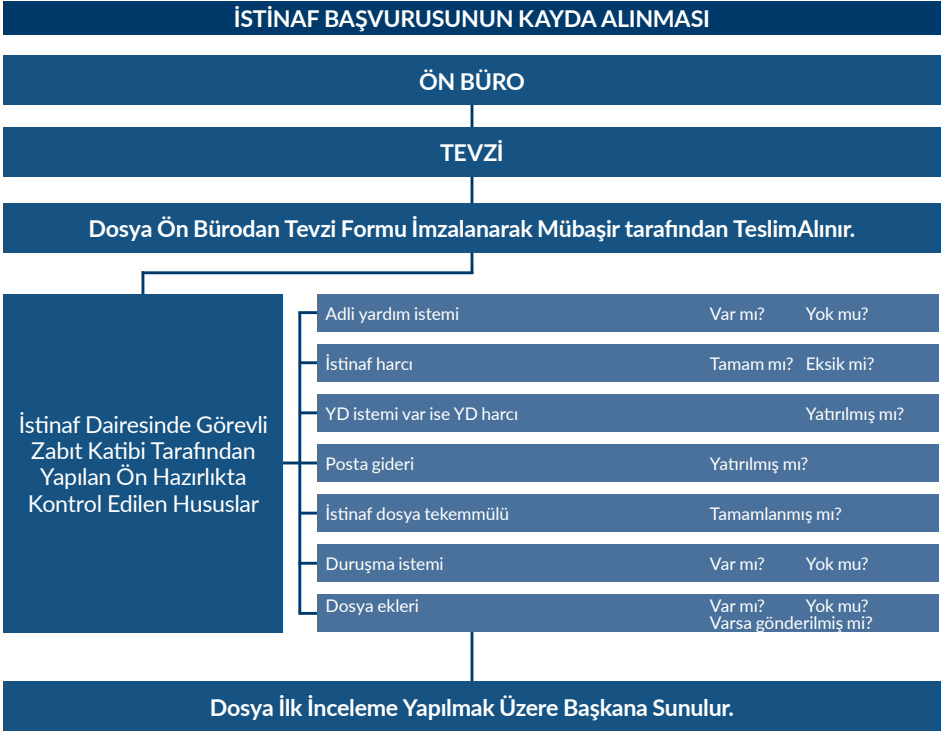 İSTİNAF BAŞVURUSUNUN KAYDA ALINMASI
ÖN BÜRO
TEVZİ
Dosya Ön Bürodan Tevzi Formu İmzalanarak Mübaşir tarafından TeslimAlınır.
İstinaf Dairesinde Görevli
Zabıt Katibi Tarafından
Yapılan Ön Hazırlıkta
Kontrol Edilen Hususlar
Adli yardım istemi Var mı? Yok mu?
İstinaf harcı Tamam mı? Eksik mi?
YD istemi var ise YD harcı Yatırılmış mı?
Posta gideri Yatırılmış mı?
İstinaf dosya tekemmülü Tamamlanmış mı?
Duruşma istemi Var mı? Yok mu?
Dosya ekleri Var mı? Yok mu?
Varsa gönderilmiş mi?
Dosya İlk İnceleme Yapılmak Üzere Başkana Sunulur.